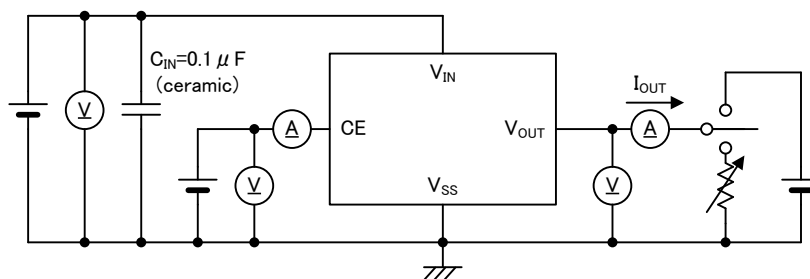 C_IN=0.1 μ F
(ceramic)
V_IN
I_OUT
V
A
CE
V_OUT
A
V
V_SS
V